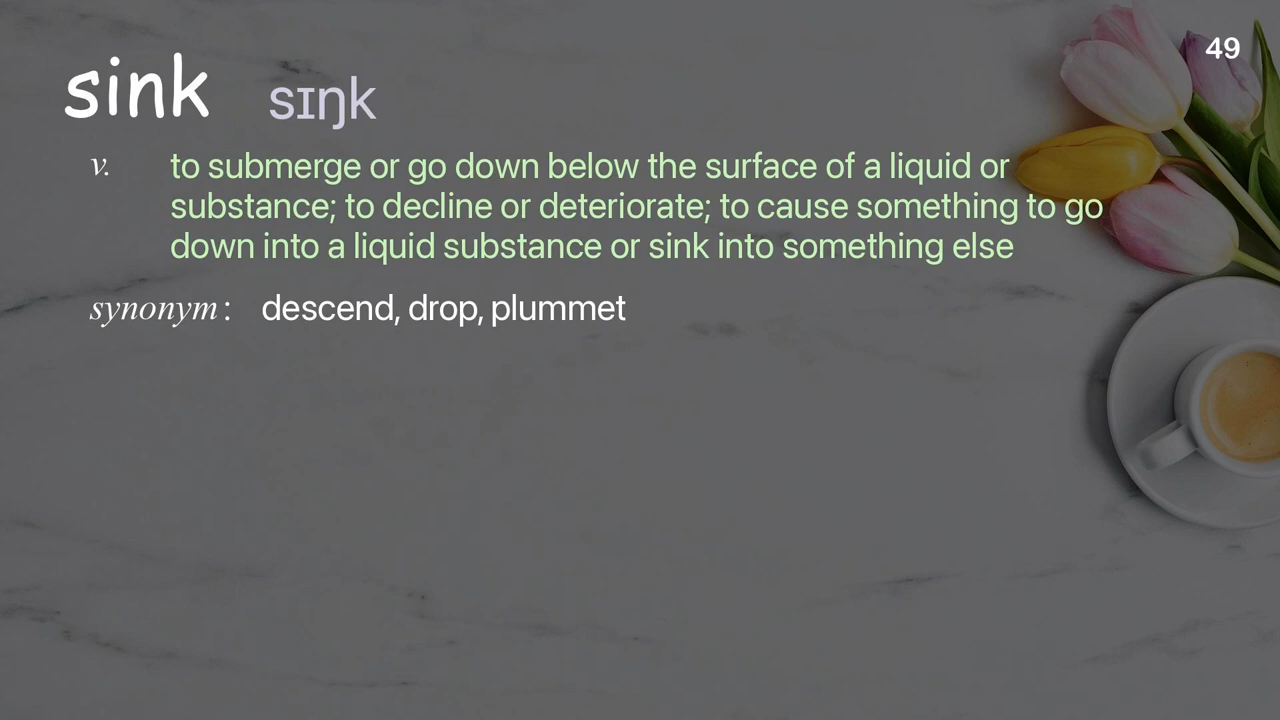 49
sink sɪŋk
v. to submerge or go down below the surface of a liquid or
substance; to decline or deteriorate; to cause something to go
down into a liquid substance or sink into something else
synonym: descend, drop, plummet